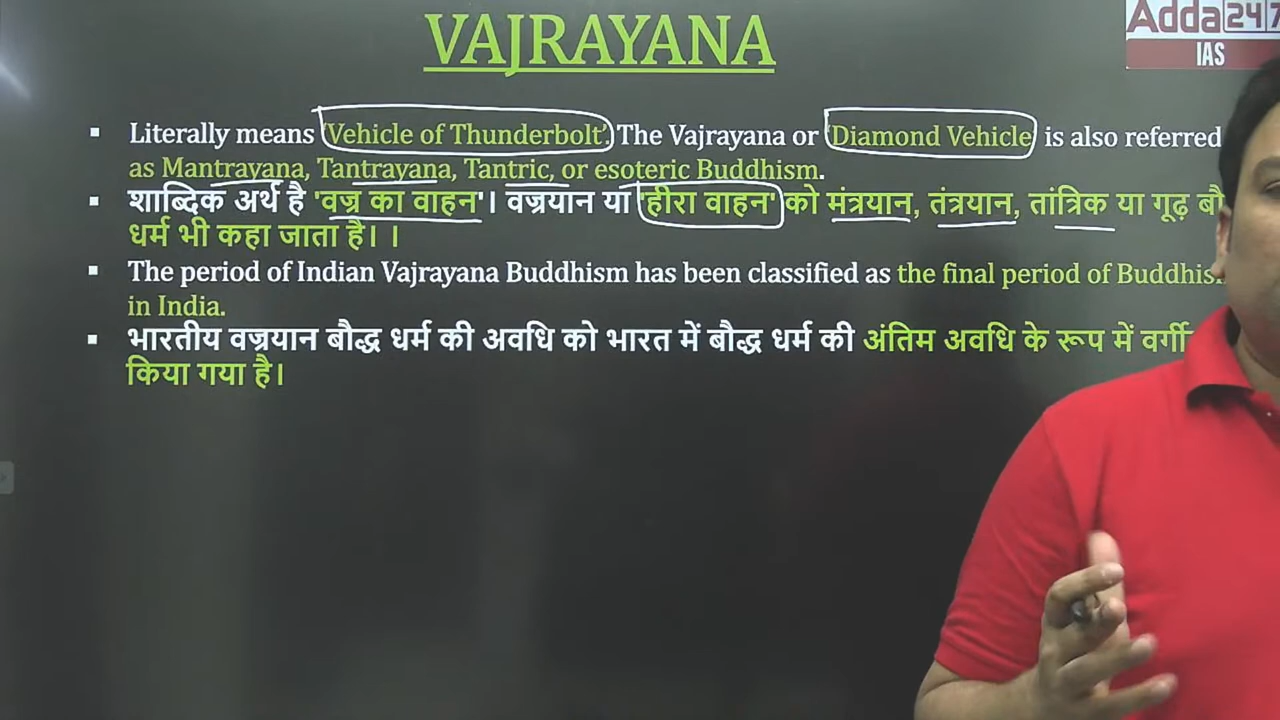 VAJRAYANA
Adda247
IAS
▪ Literally means 'Vehicle of Thunderbolt'. The Vajrayana or 'Diamond Vehicle' is also referred
as Mantrayana, Tantrayana, Tantric, or esoteric Buddhism.
▪ शाब्दिक अर्थ है 'वज्र का वाहन'। वज्रयान या 'हीरा वाहन' को मंत्रयान, तंत्रयान, तांत्रिक या गूढ़
धर्म भी कहा जाता है। ।
▪ The period of Indian Vajrayana Buddhism has been classified as the final period of
in India.
▪ भारतीय वज्रयान बौद्ध धर्म की अवधि को भारत में बौद्ध धर्म की अंतिम अवधि के रूप में
किया गया है।